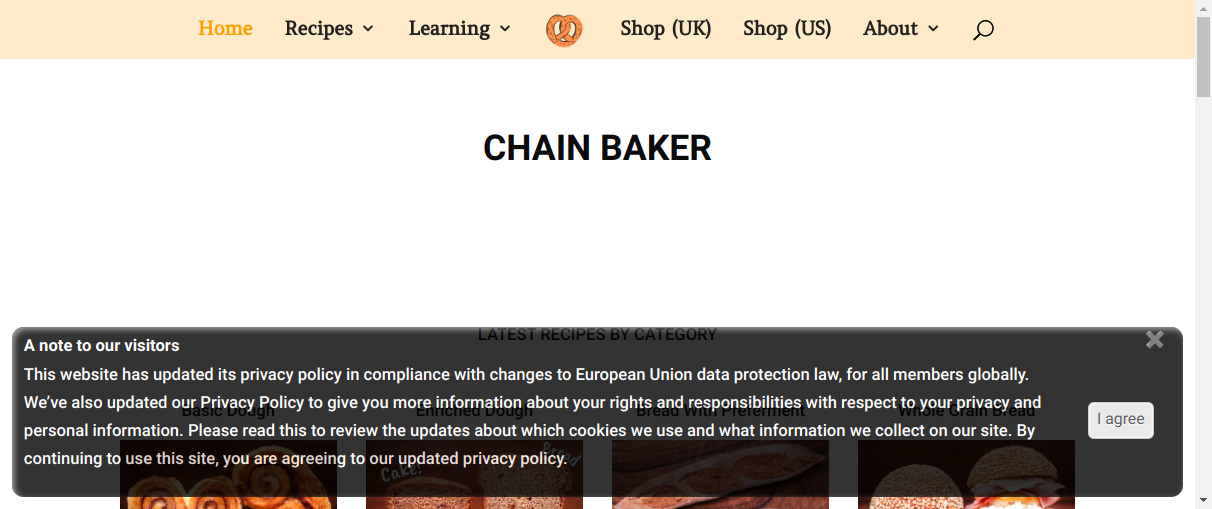 Home Recipes Learning Shop (UK) Shop (US) About
CHAIN BAKER
LATEST RECIPES BY CATEGORY
A note to our visitors
This website has updated its privacy policy in compliance with changes to European Union data protection law, for all members globally.
We've also updated our Privacy Policy to give you more information about your rights and responsibilities with respect to your privacy and
personal information. Please read this to review the updates about which cookies we use and what information we collect on our site. By
continuing to use this site, you are agreeing to our updated privacy policy.
I agree
Basic Dough Enriched Dough Bread With Preferment Whole Grain Bread
Cake! Bread